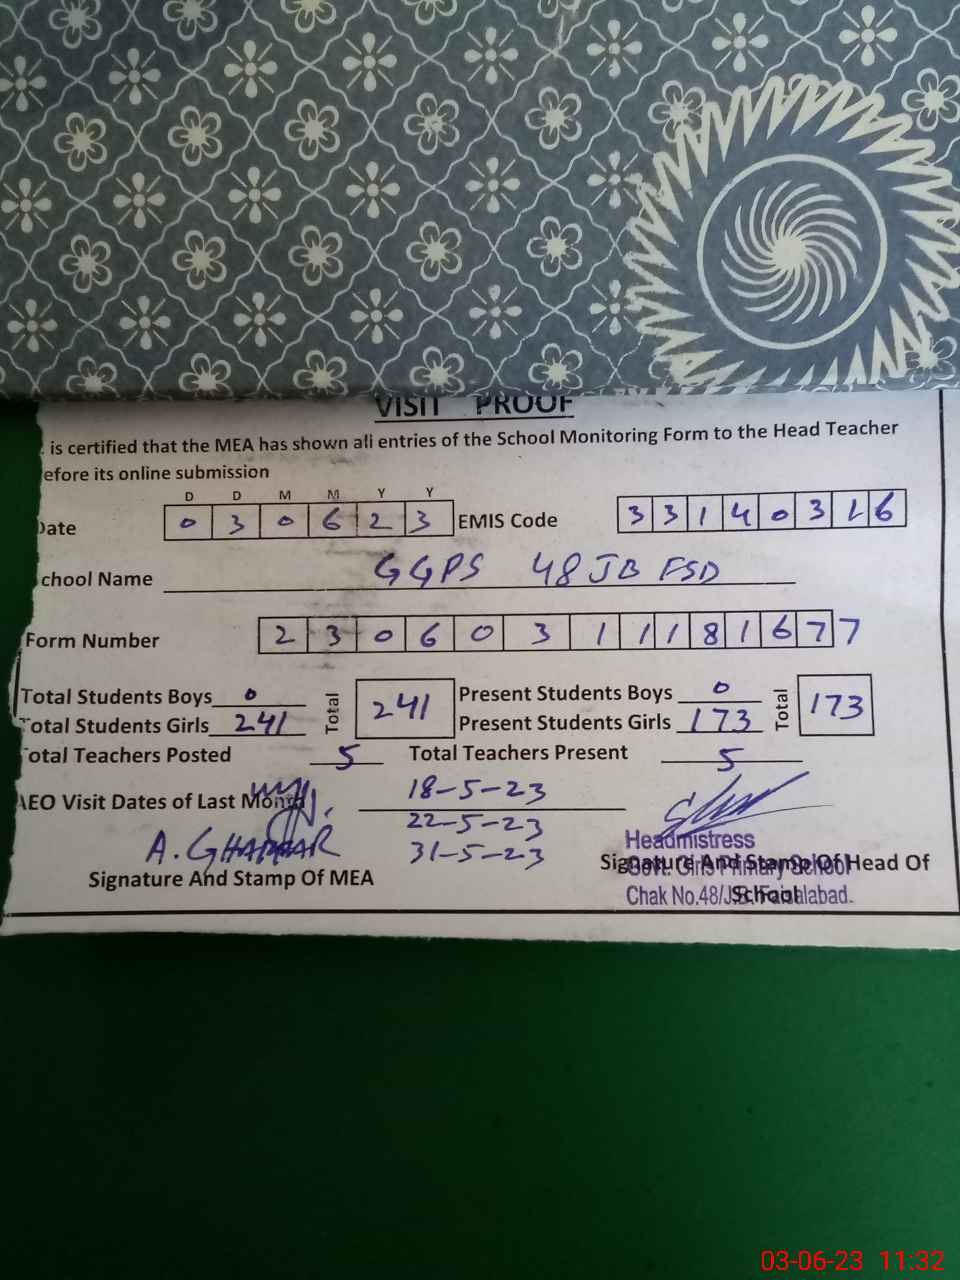 VISIT PROOF
is certified that the MEA has shown all entries of the School Monitoring Form to the Head Teacher
efore its online submission
D D M M Y Y
Date 0 3 0 6 2 3 EMIS Code 3 3 1 4 0 3 1 6
chool Name GGPS 48 JB FSD
Form Number 2 3 0 6 0 3 1 1 1 8 1 6 7 7
Total Students Boys 0 Total 241 Present Students Boys 0 Total 173
Total Students Girls 241 Present Students Girls 173
otal Teachers Posted 5 Total Teachers Present 5
AEO Visit Dates of Last Month 18-5-23
22-5-23
31-5-23
A. GHAFFAR
Signature And Stamp Of MEA
Headmistress
Signature And Stamp Of Head Of
School
Govt. Girls Primary School
Chak No.48/J.B. Faisalabad.
03-06-23 11:32